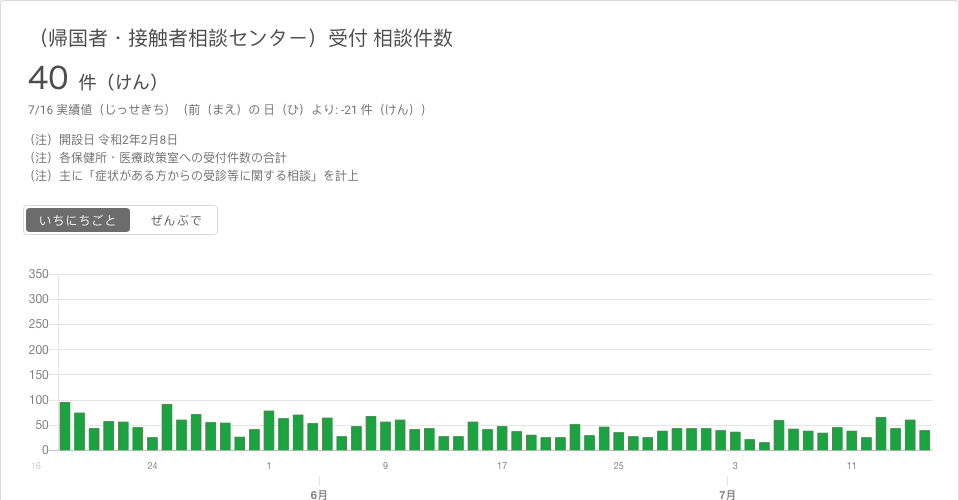 （帰国者・接触者相談センター）受付 相談件数
40 件（けん）
7/16 実績値（じっせきち）（前（まえ）の 日（ひ）より: -21 件（けん））
（注）開設日 令和2年2月8日
（注）各保健所・医療政策室への受付件数の合計
（注）主に「症状がある方からの受診等に関する相談」を計上
いちにちごと ぜんぶで
350
300
250
200
150
100
50
0
16 24 1 9 17 25 3 11
6月 7月